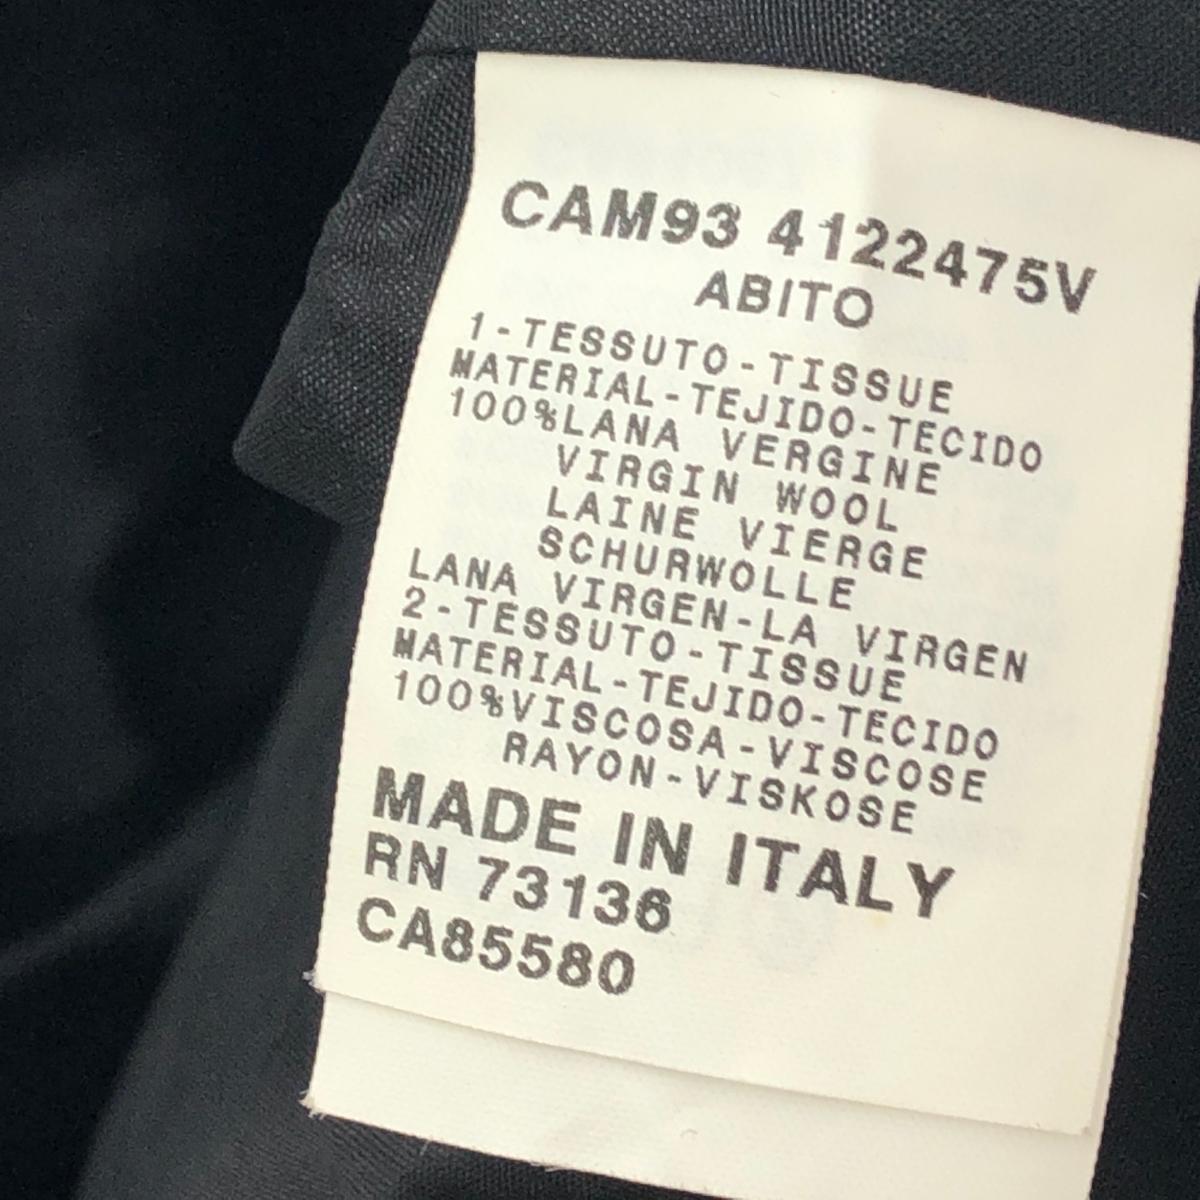 CAM93 4122475V
ABITO
1-TESSUTO-TISSUE
MATERIAL-TEJIDO-TECIDO
100%LANA VERGINE
VIRGIN WOOL
LAINE VIERGE
SCHURWOLLE
LANA VIRGEN-LA VIRGEN
2-TESSUTO-TISSUE
MATERIAL-TEJIDO-TECIDO
100%VISCOSA-VISCOSE
RAYON-VISKOSE
MADE IN ITALY
RN 73136
CA85580